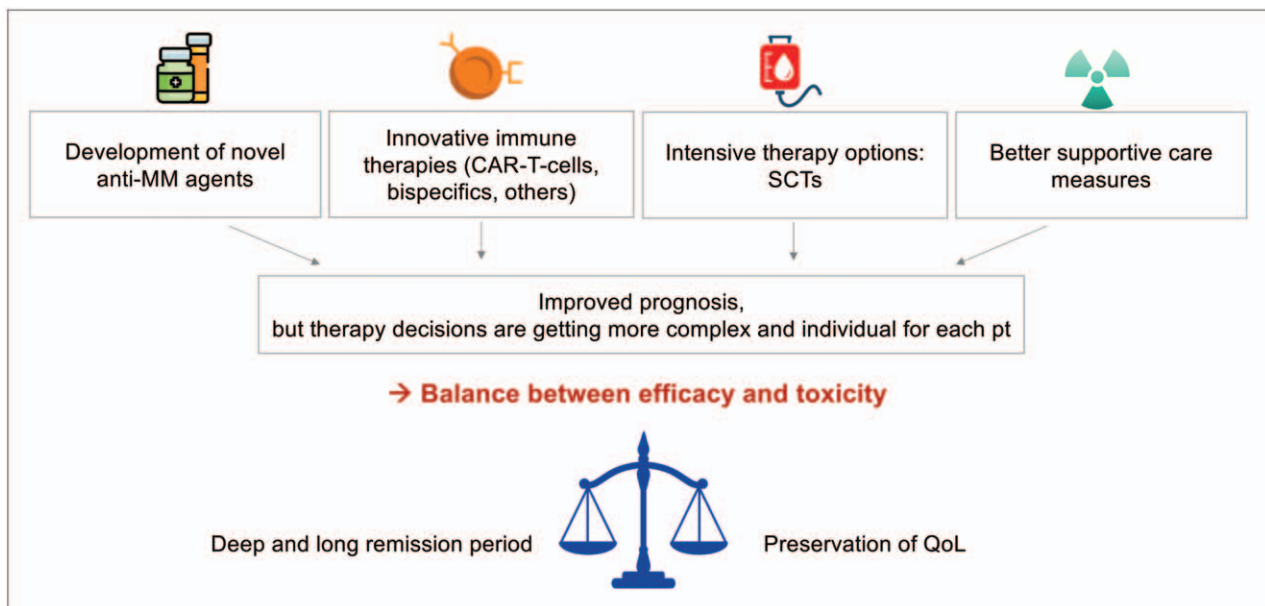 Development of novel
anti-MM agents
Innovative immune
therapies (CAR-T-cells,
bispecifics, others)
Intensive therapy options:
SCTs
Better supportive care
measures
Improved prognosis,
but therapy decisions are getting more complex and individual for each pt
→ Balance between efficacy and toxicity
Deep and long remission period
Preservation of QoL